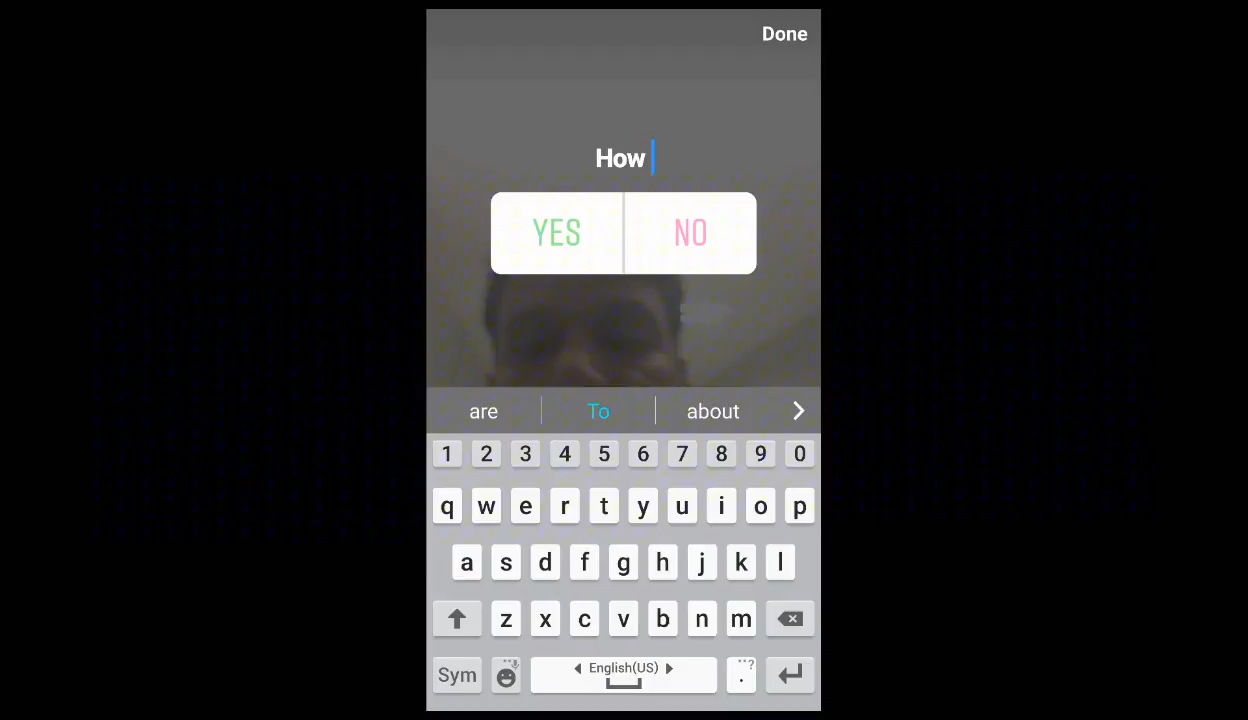 Done
How
YES NO
are To about
1 2 3 4 5 6 7 8 9 0
q w e r t y u i o p
a s d f g h j k l
z x c v b n m
Sym English(US) . ?